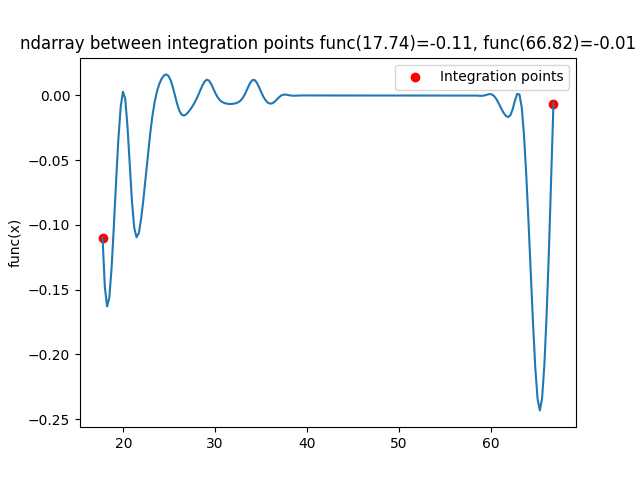 ndarray between integration points func(17.74)=-0.11, func(66.82)=-0.01
Integration points
0.00
−0.05
−0.10
−0.15
−0.20
−0.25
func(x)
20 30 40 50 60